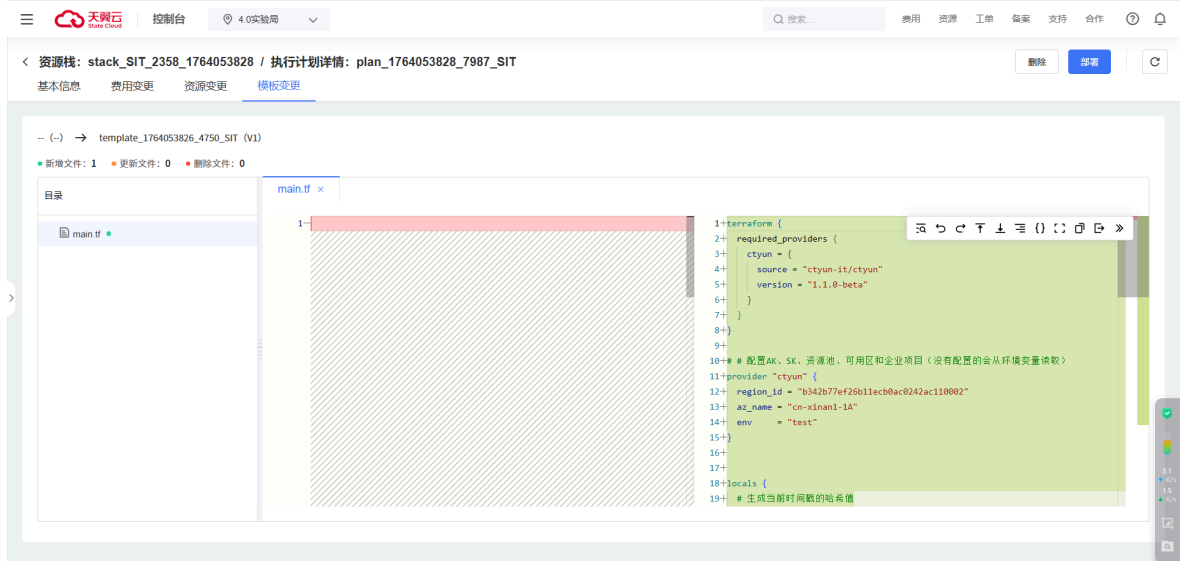 天翼云
State Cloud
控制台
4.0实验局
搜索...
费用
资源
工单
备案
支持
合作
资源栈：stack_SIT_2358_1764053828 / 执行计划详情：plan_1764053828_7987_SIT
删除
部署
基本信息
费用变更
资源变更
模板变更
-- (--) → template_1764053826_4750_SIT (V1)
新增文件：1
更新文件：0
删除文件：0
目录
main.tf
main.tf ×
1-
1+terraform {
2+ required_providers {
3+ ctyun = {
4+ source = "ctyun-it/ctyun"
5+ version = "1.1.0-beta"
6+ }
7+ }
8+}
9+
10+# # 配置AK、SK、资源池、可用区和企业项目（没有配置的会从环境变量读取）
11+provider "ctyun" {
12+ region_id = "b342b77ef26b11ecb0ac0242ac110002"
13+ az_name = "cn-xinan1-1A"
14+ env = "test"
15+}
16+
17+
18+locals {
19+ # 生成当前时间戳的哈希值
3.1
K/s
1.5
K/s